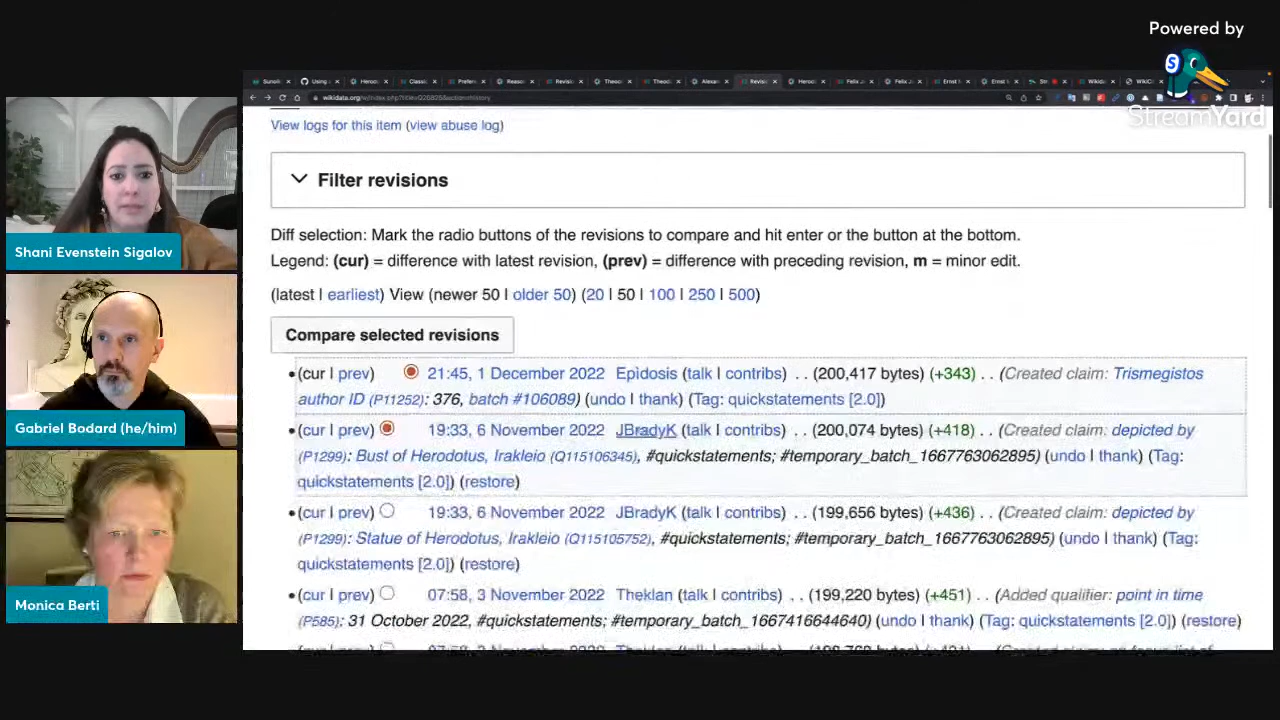 Powered by
StreamYard
wikidata.org/w/index.php?title=Q26825&action=history
View logs for this item (view abuse log)
Filter revisions
Diff selection: Mark the radio buttons of the revisions to compare and hit enter or the button at the bottom.
Legend: (cur) = difference with latest revision, (prev) = difference with preceding revision, m = minor edit.
(latest | earliest) View (newer 50 | older 50) (20 | 50 | 100 | 250 | 500)
Compare selected revisions
(cur | prev) 21:45, 1 December 2022 Epìdosis (talk | contribs) . . (200,417 bytes) (+343) . . (Created claim: Trismegistos
author ID (P11252): 376, batch #106089) (undo | thank) (Tag: quickstatements [2.0])
(cur | prev) 19:33, 6 November 2022 JBradyK (talk | contribs) . . (200,074 bytes) (+418) . . (Created claim: depicted by
(P1299): Bust of Herodotus, Irakleio (Q115106345), #quickstatements; #temporary_batch_1667763062895) (undo | thank) (Tag:
quickstatements [2.0]) (restore)
(cur | prev) 19:33, 6 November 2022 JBradyK (talk | contribs) . . (199,656 bytes) (+436) . . (Created claim: depicted by
(P1299): Statue of Herodotus, Irakleio (Q115105752), #quickstatements; #temporary_batch_1667763062895) (undo | thank) (Tag:
quickstatements [2.0]) (restore)
(cur | prev) 07:58, 3 November 2022 Theklan (talk | contribs) . . (199,220 bytes) (+451) . . (Added qualifier: point in time
(P585): 31 October 2022, #quickstatements; #temporary_batch_1667416644640) (undo | thank) (Tag: quickstatements [2.0]) (restore)
Shani Evenstein Sigalov
Gabriel Bodard (he/him)
Monica Berti